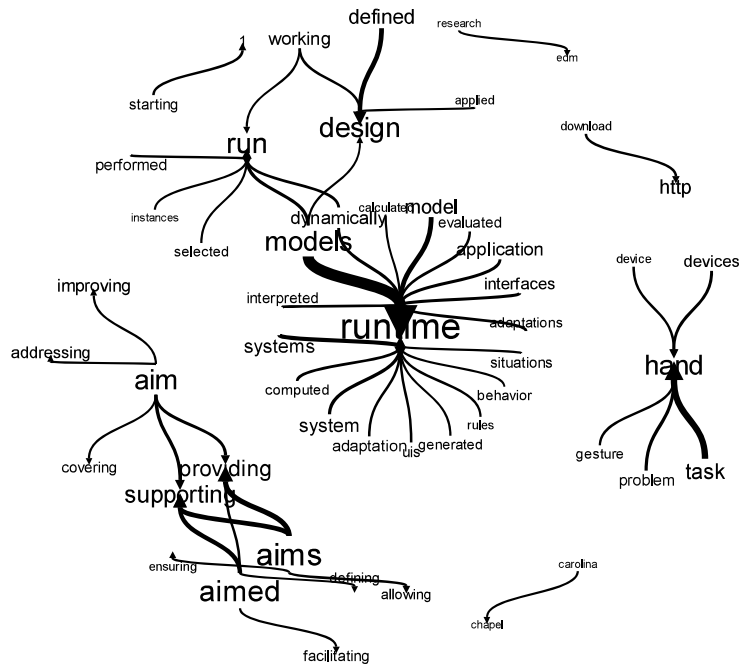 defined
research
1
working
edm
starting
applied
design
download
run
performed
http
instances
calculated
model
dynamically
evaluated
selected
models
application
device
devices
improving
interfaces
interpreted
runtime
adaptations
systems
addressing
situations
hand
aim
computed
behavior
system
rules
adaptation
generated
uis
gesture
covering
providing
task
problem
supporting
aims
ensuring
carolina
defining
aimed
allowing
chapel
facilitating